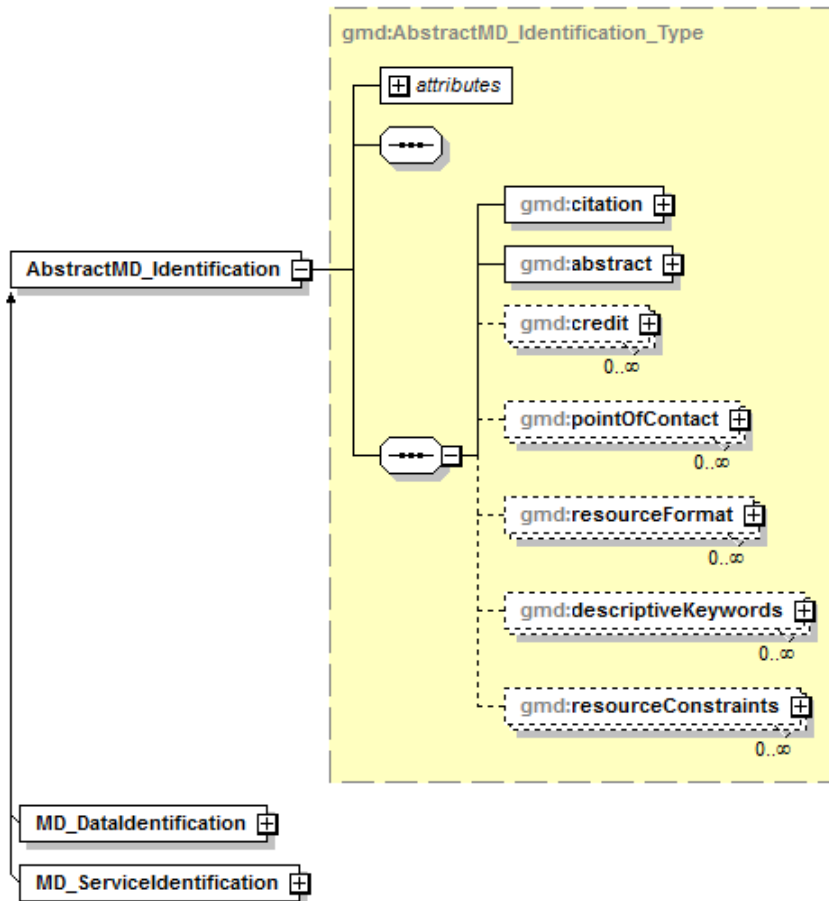 gmd:AbstractMD_Identification_Type
attributes
gmd:citation
AbstractMD_Identification
gmd:abstract
gmd:credit
0..∞
gmd:pointOfContact
0..∞
gmd:resourceFormat
0..∞
gmd:descriptiveKeywords
0..∞
gmd:resourceConstraints
0..∞
MD_DataIdentification
MD_ServiceIdentification